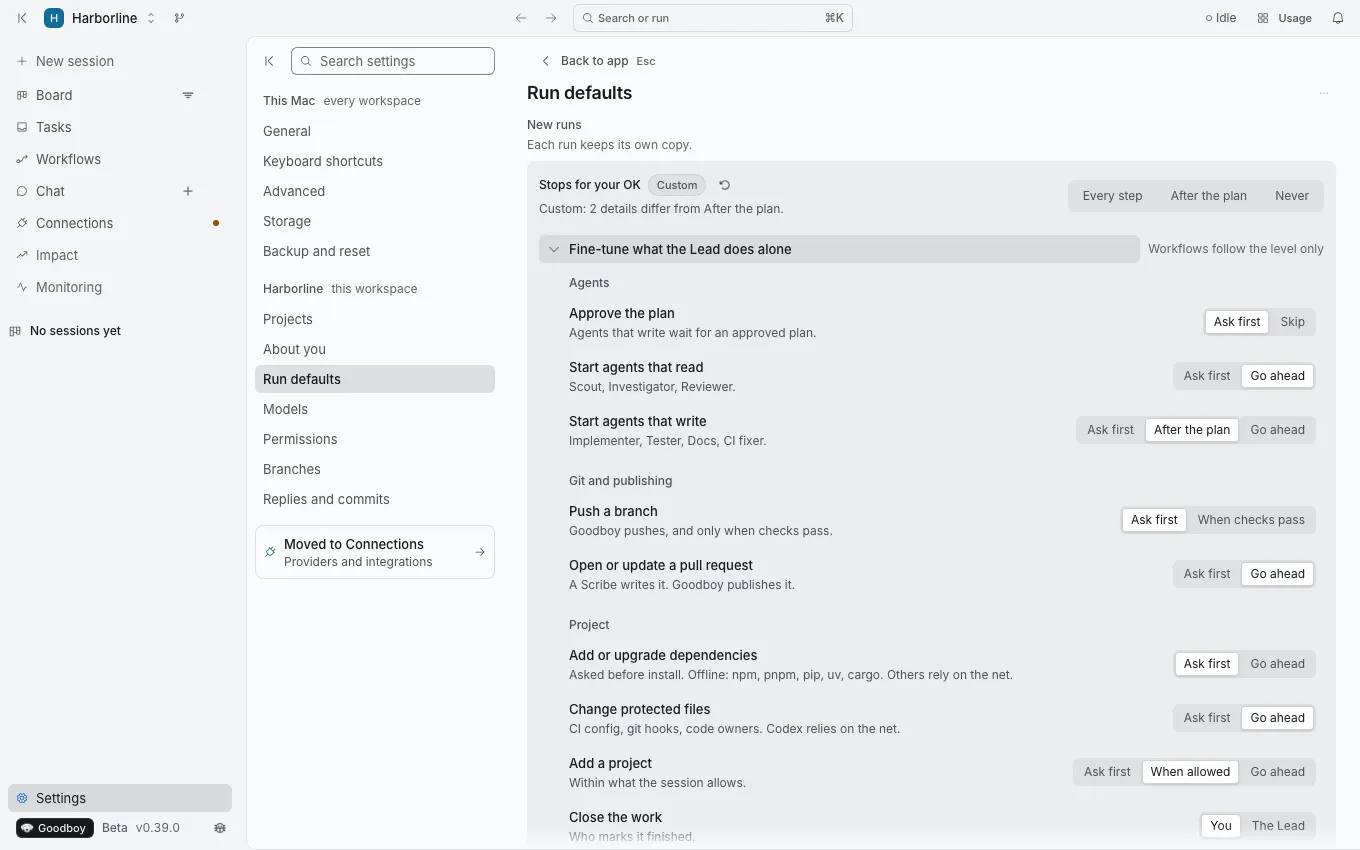 H Harborline
Search or run ⌘K
Idle
Usage
New session
Board
Tasks
Workflows
Chat
Connections
Impact
Monitoring
No sessions yet
Settings
Goodboy Beta v0.39.0
Search settings
This Mac every workspace
General
Keyboard shortcuts
Advanced
Storage
Backup and reset
Harborline this workspace
Projects
About you
Run defaults
Models
Permissions
Branches
Replies and commits
Moved to Connections
Providers and integrations
Back to app Esc
Run defaults
New runs
Each run keeps its own copy.
Stops for your OK Custom
Custom: 2 details differ from After the plan.
Every step After the plan Never
Fine-tune what the Lead does alone Workflows follow the level only
Agents
Approve the plan
Agents that write wait for an approved plan.
Ask first Skip
Start agents that read
Scout, Investigator, Reviewer.
Ask first Go ahead
Start agents that write
Implementer, Tester, Docs, CI fixer.
Ask first After the plan Go ahead
Git and publishing
Push a branch
Goodboy pushes, and only when checks pass.
Ask first When checks pass
Open or update a pull request
A Scribe writes it. Goodboy publishes it.
Ask first Go ahead
Project
Add or upgrade dependencies
Asked before install. Offline: npm, pnpm, pip, uv, cargo. Others rely on the net.
Ask first Go ahead
Change protected files
CI config, git hooks, code owners. Codex relies on the net.
Ask first Go ahead
Add a project
Within what the session allows.
Ask first When allowed Go ahead
Close the work
Who marks it finished.
You The Lead